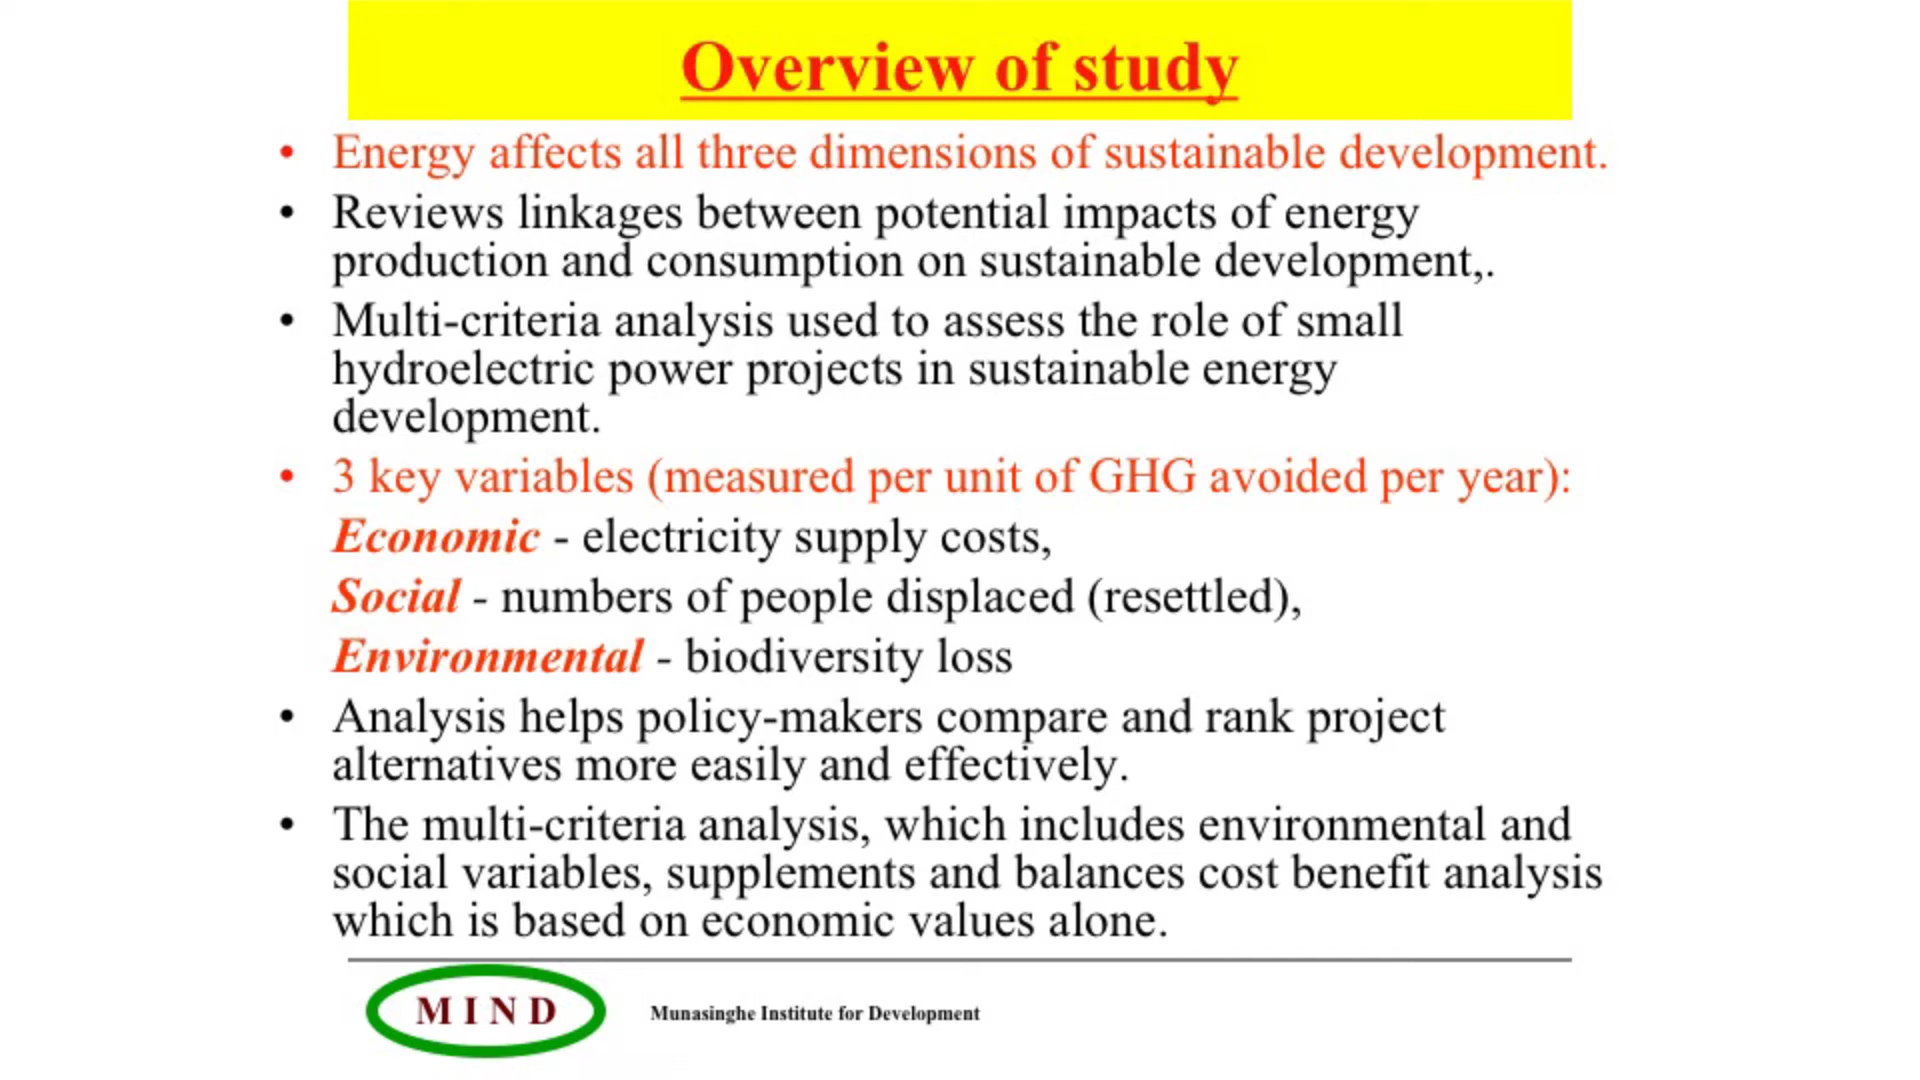 Overview of study
• Energy affects all three dimensions of sustainable development.
• Reviews linkages between potential impacts of energy
production and consumption on sustainable development,.
• Multi-criteria analysis used to assess the role of small
hydroelectric power projects in sustainable energy
development.
• 3 key variables (measured per unit of GHG avoided per year):
Economic - electricity supply costs,
Social - numbers of people displaced (resettled),
Environmental - biodiversity loss
• Analysis helps policy-makers compare and rank project
alternatives more easily and effectively.
• The multi-criteria analysis, which includes environmental and
social variables, supplements and balances cost benefit analysis
which is based on economic values alone.
M I N D
Munasinghe Institute for Development